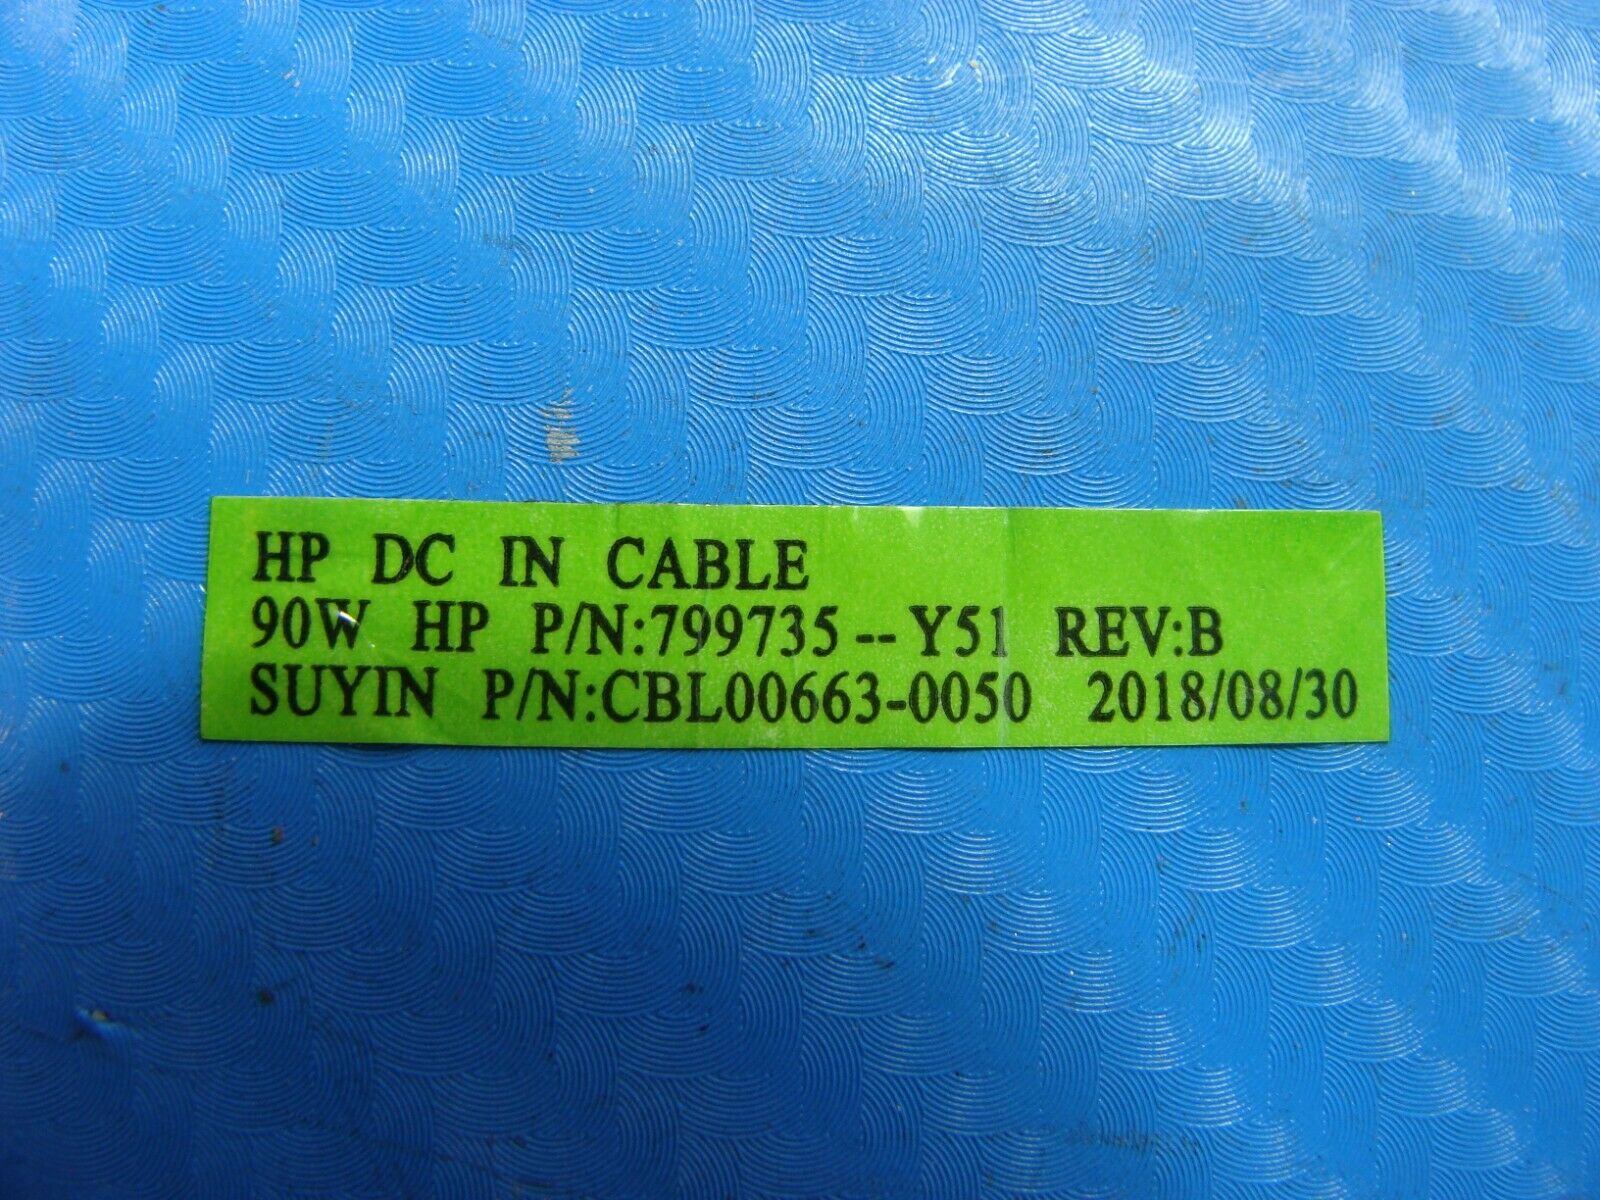 HP DC IN CABLE
90W HP P/N:799735--Y51 REV:B
SUYIN P/N:CBL00663-0050 2018/08/30